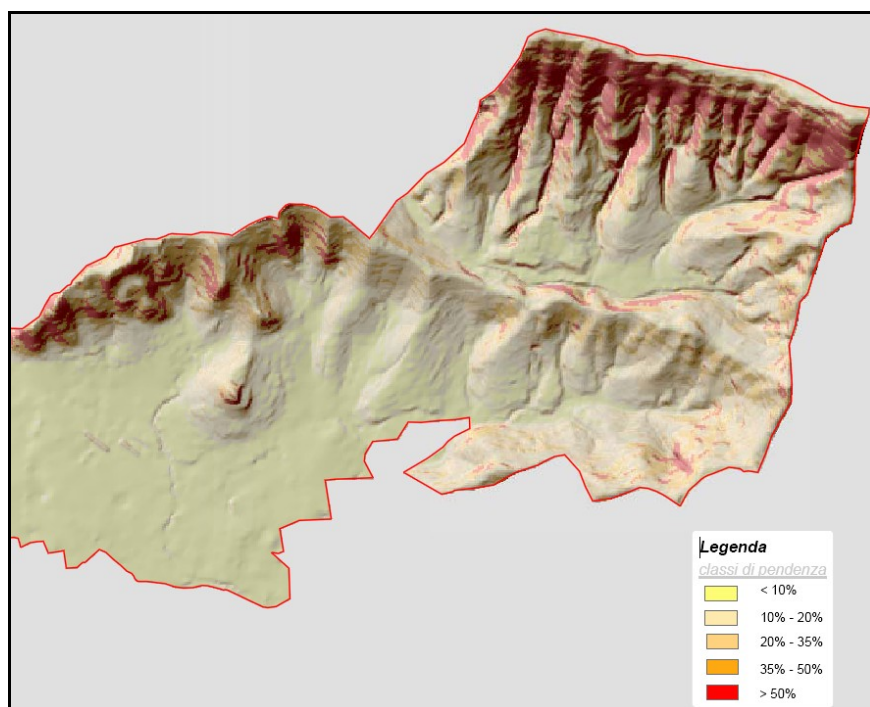 Legenda
classi di pendenza
< 10%
10% - 20%
20% - 35%
35% - 50%
> 50%